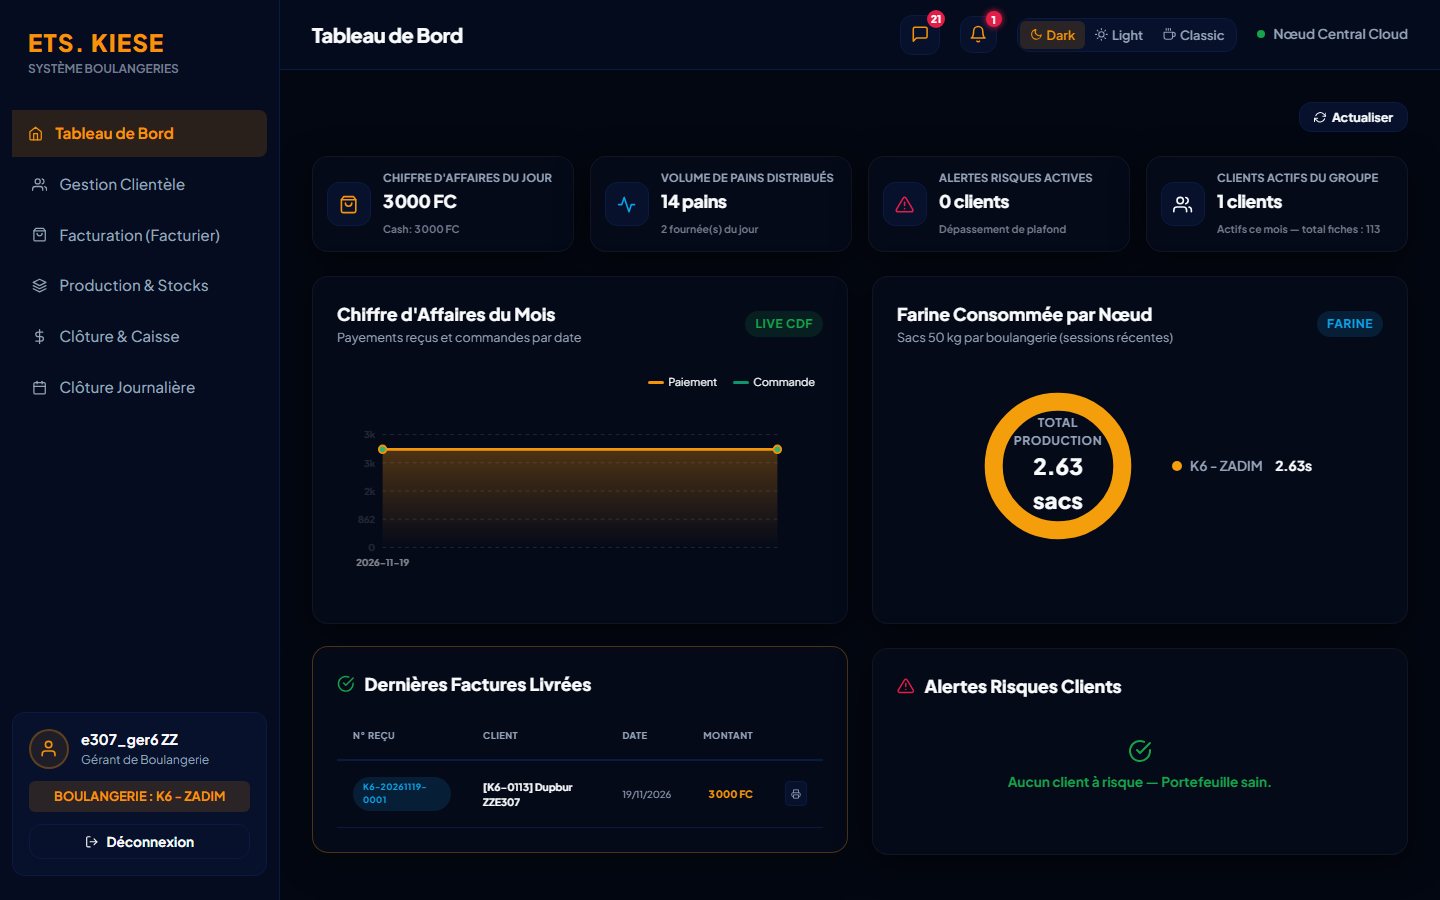 ETS. KIESE
SYSTÈME BOULANGERIES
Tableau de Bord
Gestion Clientèle
Facturation (Facturier)
Production & Stocks
Clôture & Caisse
Clôture Journalière
e307_ger6 ZZ
Gérant de Boulangerie
BOULANGERIE : K6 - ZADIM
Déconnexion
Tableau de Bord
21
1
Dark
Light
Classic
Nœud Central Cloud
Actualiser
CHIFFRE D'AFFAIRES DU JOUR
3 000 FC
Cash: 3 000 FC
VOLUME DE PAINS DISTRIBUÉS
14 pains
2 fournée(s) du jour
ALERTES RISQUES ACTIVES
0 clients
Dépassement de plafond
CLIENTS ACTIFS DU GROUPE
1 clients
Actifs ce mois — total fiches : 113
Chiffre d'Affaires du Mois
Payements reçus et commandes par date
LIVE CDF
Paiement
Commande
3k
3k
2k
862
0
2026-11-19
Farine Consommée par Nœud
Sacs 50 kg par boulangerie (sessions récentes)
FARINE
TOTAL
PRODUCTION
2.63
sacs
K6 - ZADIM 2.63s
Dernières Factures Livrées
N° REÇU CLIENT DATE MONTANT
K6-20261119-
0001
[K6-0113] Dupbur
ZZE307
19/11/2026
3 000 FC
Alertes Risques Clients
Aucun client à risque — Portefeuille sain.